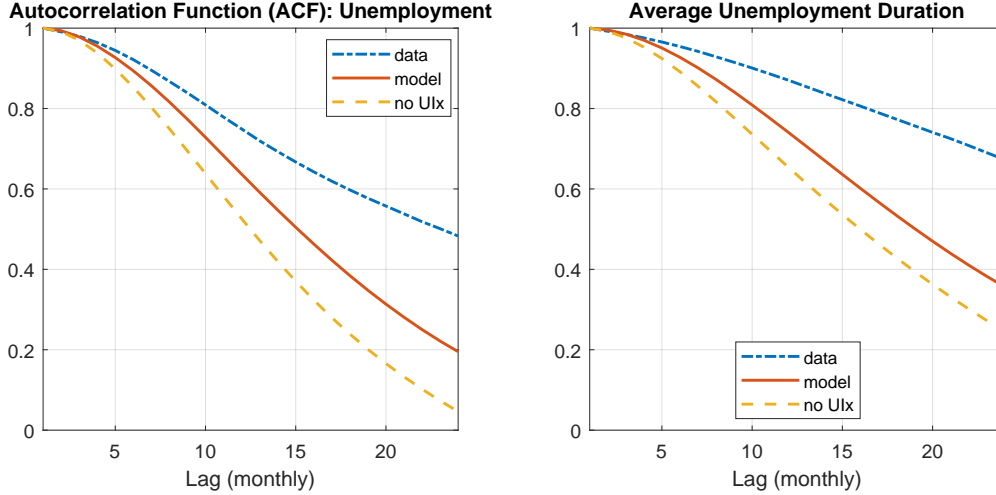 Autocorrelation Function (ACF): Unemployment
1
0.8
0.6
0.4
0.2
0
5
10
15
20
Lag (monthly)
data
model
no UIx
Average Unemployment Duration
1
0.8
0.6
0.4
0.2
0
5
10
15
20
Lag (monthly)
data
model
no UIx